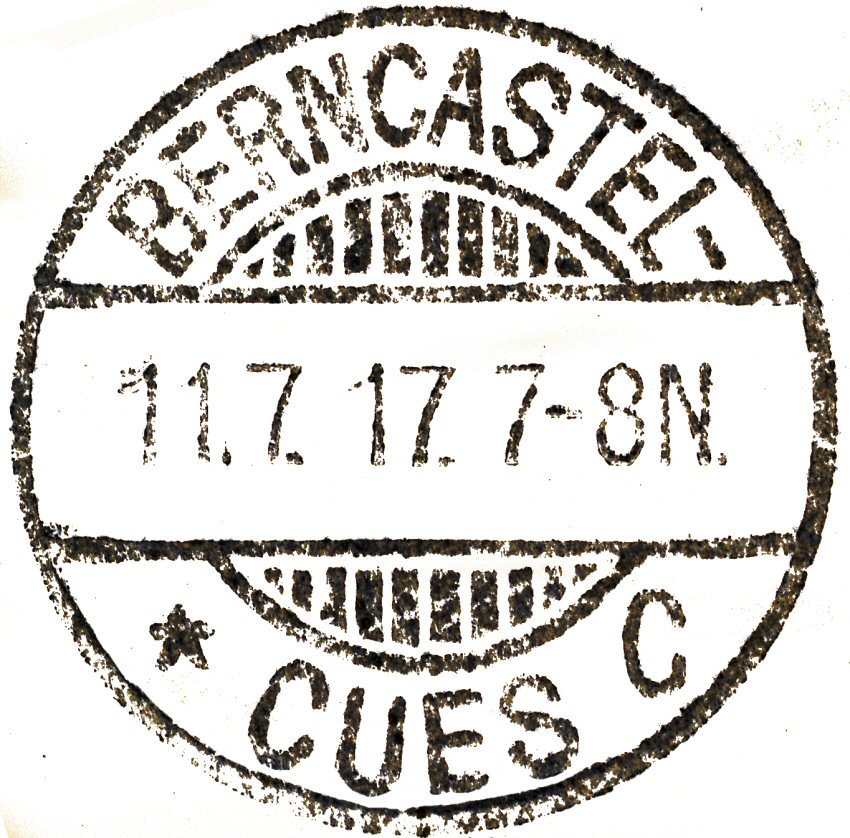 BERNCASTEL-
11.7.17.7-8N.
* CUES C